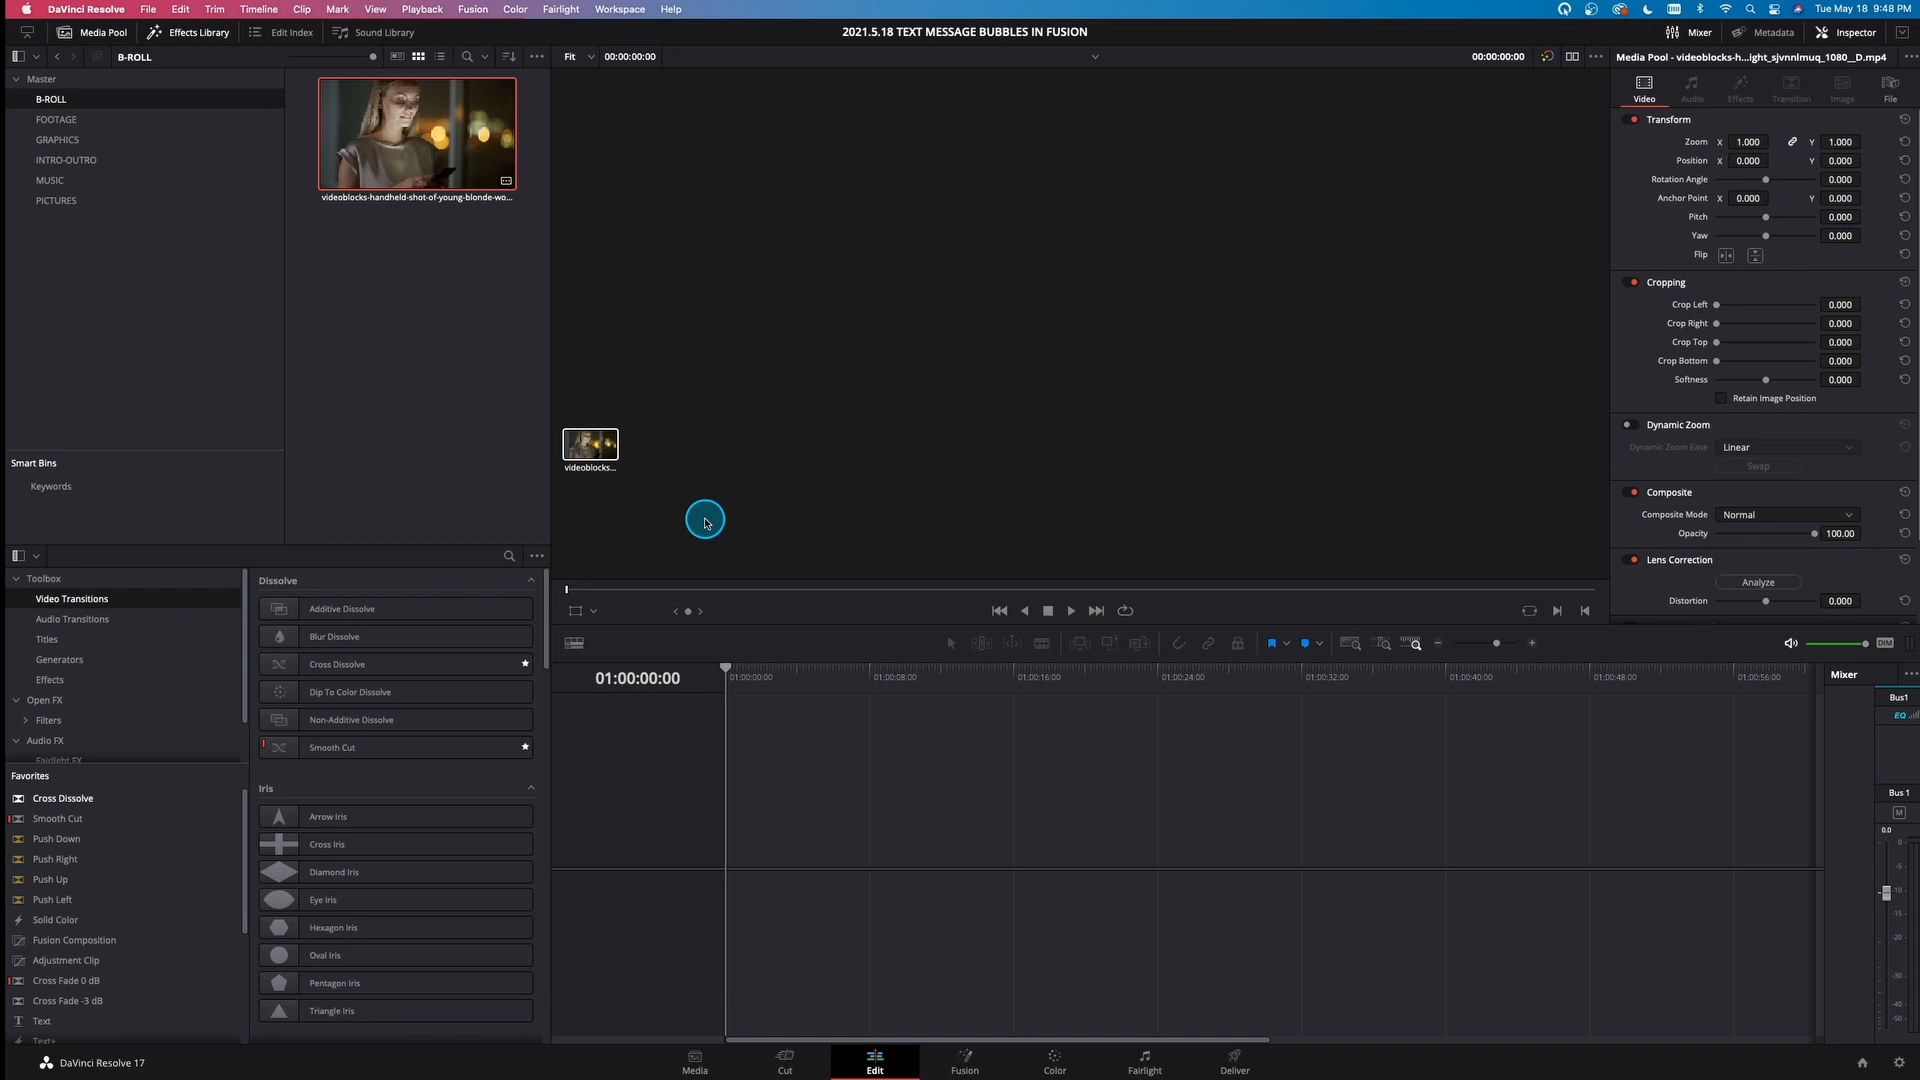 DaVinci Resolve File Edit Trim Timeline Clip Mark View Playback Fusion Color Fairlight Workspace Help Tue May 18 9:48 PM
Media Pool Effects Library Edit Index Sound Library 2021.5.18 TEXT MESSAGE BUBBLES IN FUSION Mixer Metadata Inspector
B-ROLL Fit 00:00:00:00 00:00:00:00 Media Pool - videoblocks-h...ight_sjvnnlmuq_1080__D.mp4
Master
B-ROLL
FOOTAGE
GRAPHICS
INTRO-OUTRO
MUSIC
PICTURES
videoblocks-handheld-shot-of-young-blonde-wo...
Smart Bins
Keywords
videoblocks...
Video Audio Effects Transition Image File
Transform
Zoom X 1.000 Y 1.000
Position X 0.000 Y 0.000
Rotation Angle 0.000
Anchor Point X 0.000 Y 0.000
Pitch 0.000
Yaw 0.000
Flip
Cropping
Crop Left 0.000
Crop Right 0.000
Crop Top 0.000
Crop Bottom 0.000
Softness 0.000
Retain Image Position
Dynamic Zoom
Dynamic Zoom Ease Linear
Swap
Composite
Composite Mode Normal
Opacity 100.00
Lens Correction
Analyze
Distortion 0.000
Toolbox
Video Transitions
Audio Transitions
Titles
Generators
Effects
Open FX
Filters
Audio FX
Fairlight FX
Favorites
Cross Dissolve
Smooth Cut
Push Down
Push Right
Push Up
Push Left
Solid Color
Fusion Composition
Adjustment Clip
Cross Fade 0 dB
Cross Fade -3 dB
Text
Text+
Dissolve
Additive Dissolve
Blur Dissolve
Cross Dissolve
Dip To Color Dissolve
Non-Additive Dissolve
Smooth Cut
Iris
Arrow Iris
Cross Iris
Diamond Iris
Eye Iris
Hexagon Iris
Oval Iris
Pentagon Iris
Triangle Iris
DIM
01:00:00:00 01:00:00:00 01:00:08:00 01:00:16:00 01:00:24:00 01:00:32:00 01:00:40:00 01:00:48:00 01:00:56:00
Mixer
Bus1
EQ
Bus 1
M
0.0
0
-5
-10
-15
-20
-30
-40
-50
DaVinci Resolve 17
Media Cut Edit Fusion Color Fairlight Deliver